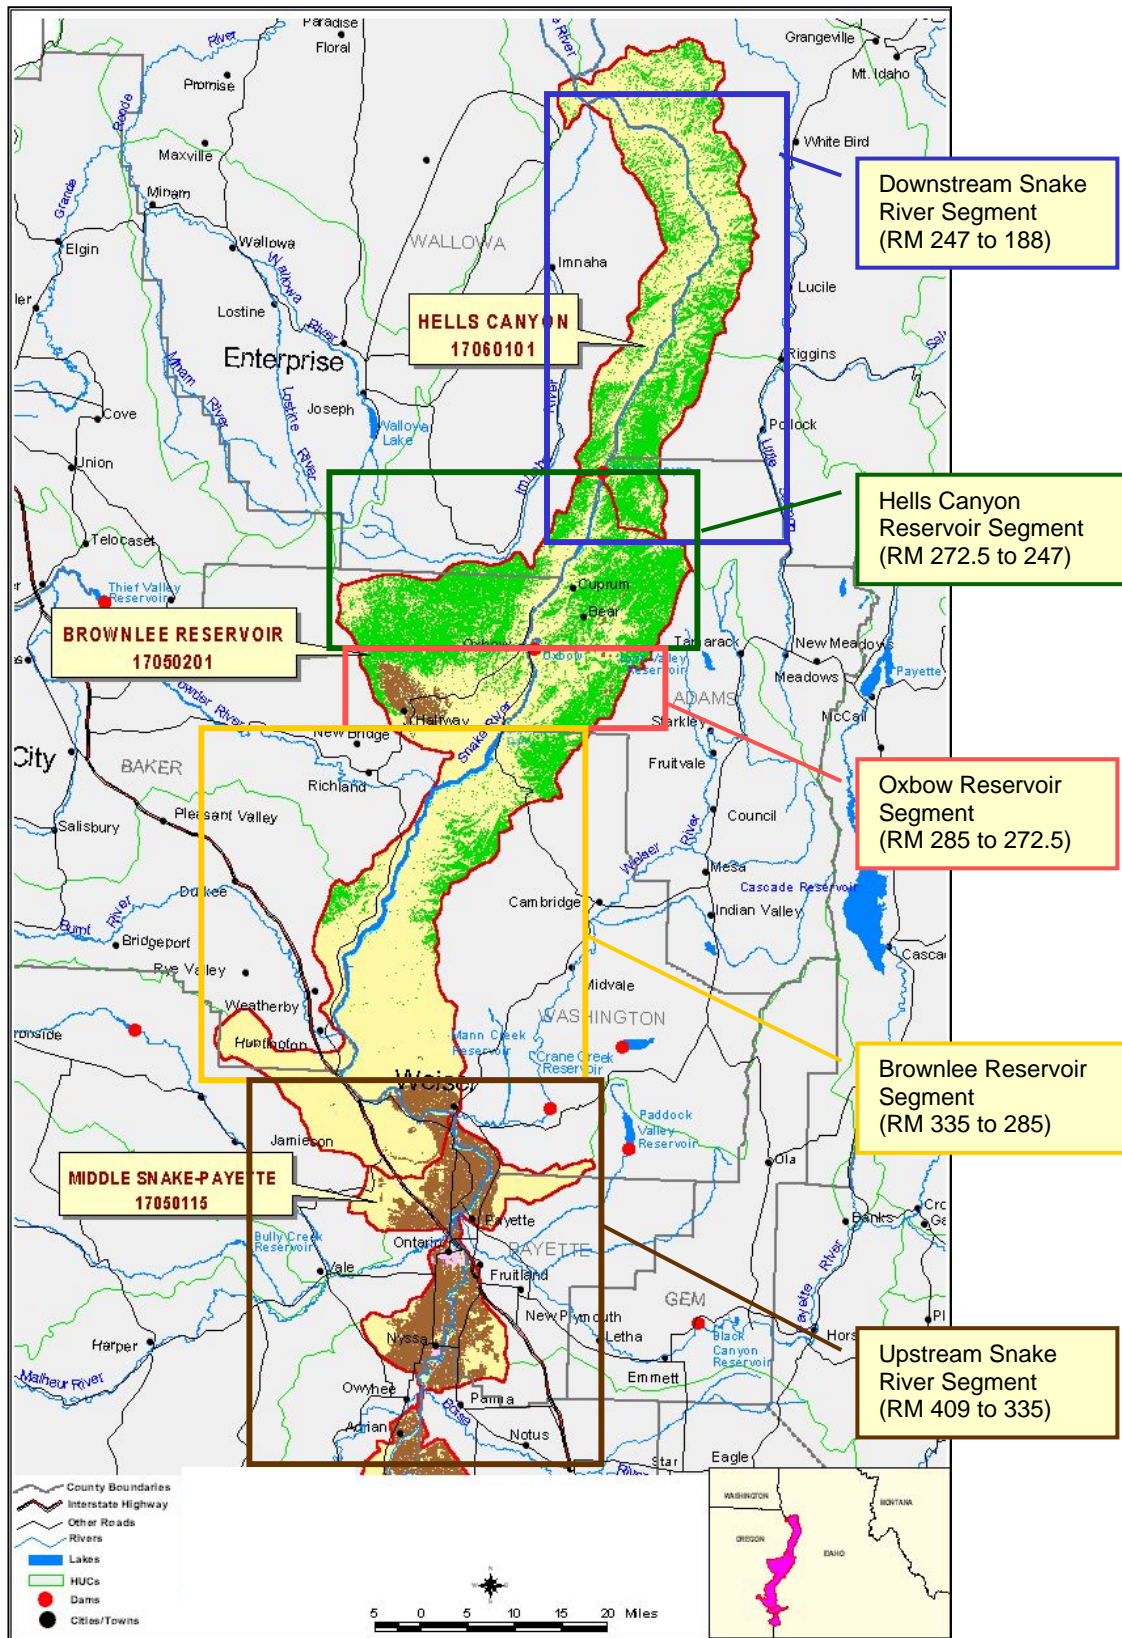 Paradise
Floral
River
s River
Grangeville
Mt. Idaho
Promise
Ronde
White Bird
Maxville
Downstream Snake
River Segment
(RM 247 to 188)
Minam
Grande
WALLOWA
Elgin
Wallowa
Wallowa
River
Imnaha
Lostine
Lucile
HELLS CANYON
17060101
Enterprise
Riggins
Minam
River
Lostine
River
Joseph
Wallowa
Lake
River
Cove
Pollock
Little
Union
Hells Canyon
Reservoir Segment
(RM 272.5 to 247)
Telocaset
Thief Valley
Reservoir
Cuprum
Bear
BROWNLEE RESERVOIR
17050201
Oxbow
Oxbow
Tamarack
New Meadows
Meadows
Payette
ADAMS
Powder River
Halfway
New Bridge
Snake River
Starkley
McCall
City
BAKER
Richland
Fruitvale
Oxbow Reservoir
Segment
(RM 285 to 272.5)
Pleasant Valley
Council
Salisbury
Weiser
River
Mesa
Durkee
Cascade Reservoir
Cambridge
Indian Valley
Burnt
River
Bridgeport
Rye Valley
Midvale
Weatherby
WASHINGTON
ronside
Huntington
Mann Creek
Reservoir
Crane Creek
Reservoir
Brownlee Reservoir
Segment
(RM 335 to 285)
Weiser
Paddock
Valley
Reservoir
Jamieson
Ola
MIDDLE SNAKE-PAYETTE
17050115
Payette
Banks
Bully Creek
Reservoir
Ontario
PAYETTE
Vale
Fruitland
GEM
New Plymouth
River
Harper
Nyssa
Letha
Black
Canyon
Reservoir
Emmett
Malheur River
Owyhee
Parma
Boise
Adrian
Notus
Star
Eagle
Upstream Snake
River Segment
(RM 409 to 335)
County Boundaries
Interstate Highway
Other Roads
Rivers
Lakes
HUCs
Dams
Cities/Towns
5 0 5 10 15 20 Miles
WASHINGTON
MONTANA
OREGON
IDAHO